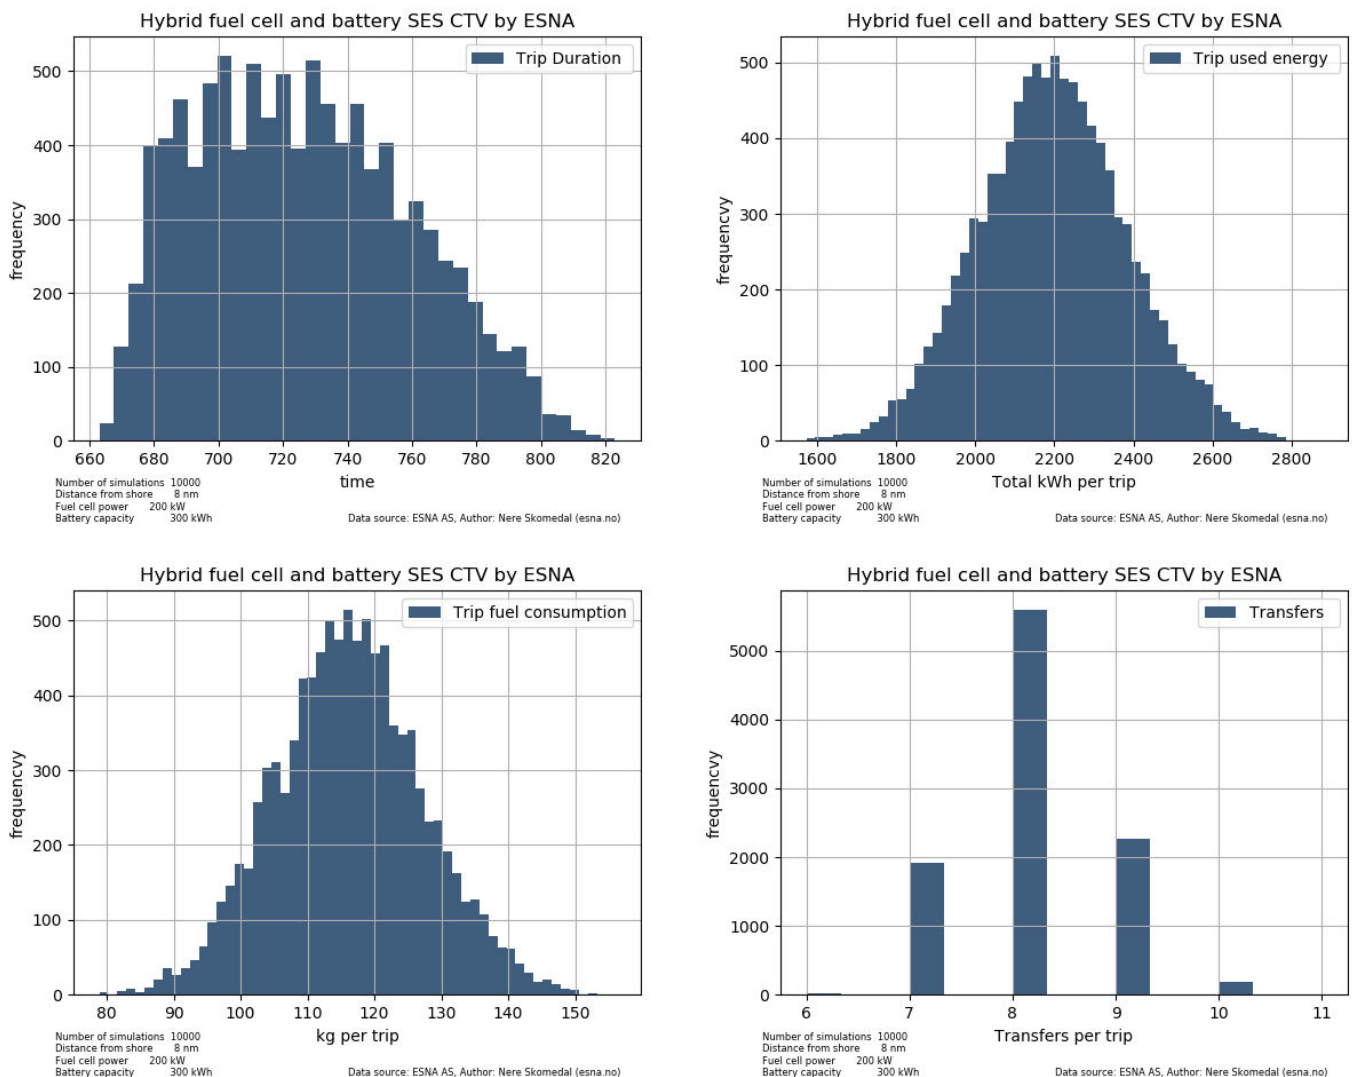 Hybrid fuel cell and battery SES CTV by ESNA
Trip Duration
frequency
500
400
300
200
100
0
660 680 700 720 740 760 780 800 820
time
Number of simulations 10000
Distance from shore 8 nm
Fuel cell power 200 kW
Battery capacity 300 kWh
Data source: ESNA AS, Author: Nere Skomedal (esna.no)
Hybrid fuel cell and battery SES CTV by ESNA
Trip used energy
frequencvy
500
400
300
200
100
0
1600 1800 2000 2200 2400 2600 2800
Total kWh per trip
Number of simulations 10000
Distance from shore 8 nm
Fuel cell power 200 kW
Battery capacity 300 kWh
Data source: ESNA AS, Author: Nere Skomedal (esna.no)
Hybrid fuel cell and battery SES CTV by ESNA
Trip fuel consumption
frequencvy
500
400
300
200
100
0
80 90 100 110 120 130 140 150
kg per trip
Number of simulations 10000
Distance from shore 8 nm
Fuel cell power 200 kW
Battery capacity 300 kWh
Data source: ESNA AS, Author: Nere Skomedal (esna.no)
Hybrid fuel cell and battery SES CTV by ESNA
Transfers
frequencvy
5000
4000
3000
2000
1000
0
6 7 8 9 10 11
Transfers per trip
Number of simulations 10000
Distance from shore 8 nm
Fuel cell power 200 kW
Battery capacity 300 kWh
Data source: ESNA AS, Author: Nere Skomedal (esna.no)